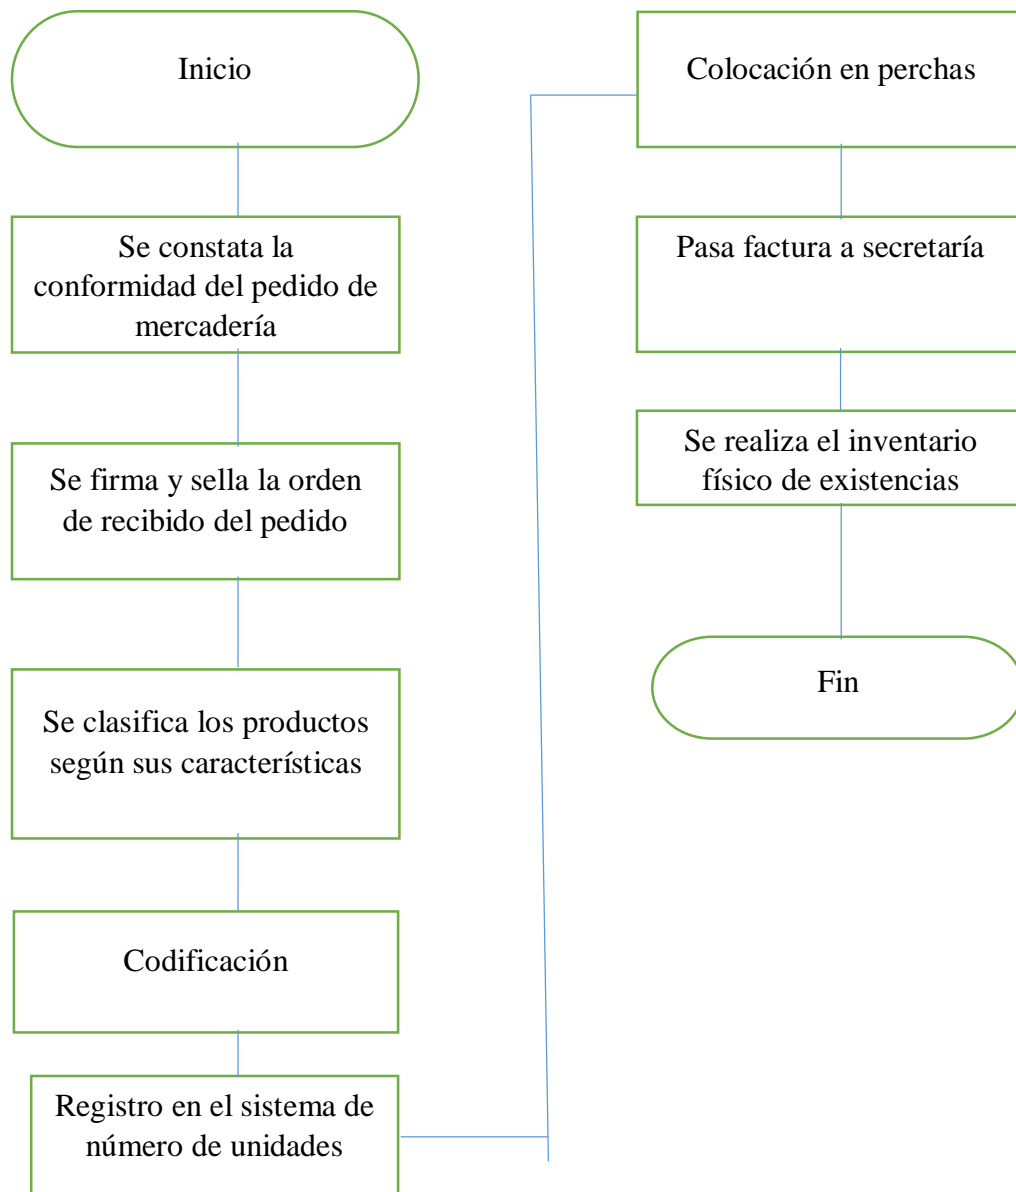 Inicio
Se constata la
conformidad del pedido de
mercadería
Se firma y sella la orden
de recibido del pedido
Se clasifica los productos
según sus características
Codificación
Registro en el sistema de
número de unidades
Colocación en perchas
Pasa factura a secretaría
Se realiza el inventario
físico de existencias
Fin